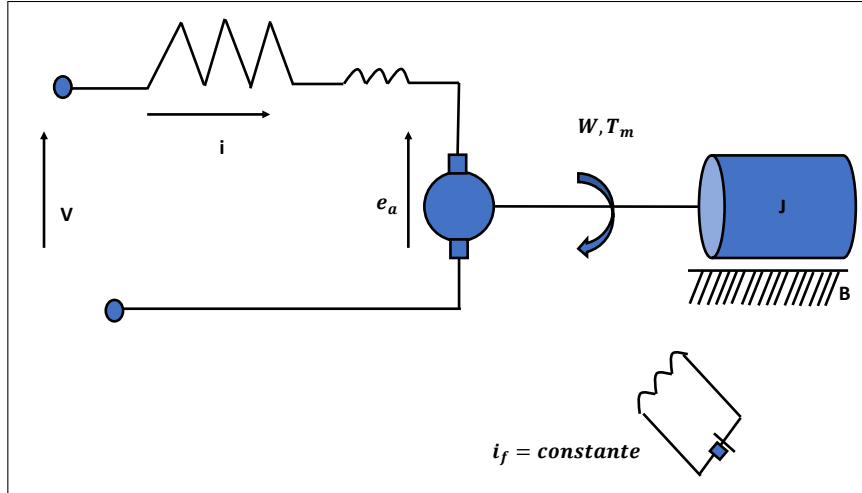 i
W, T_m
V
e_a
J
B
i_f = constante